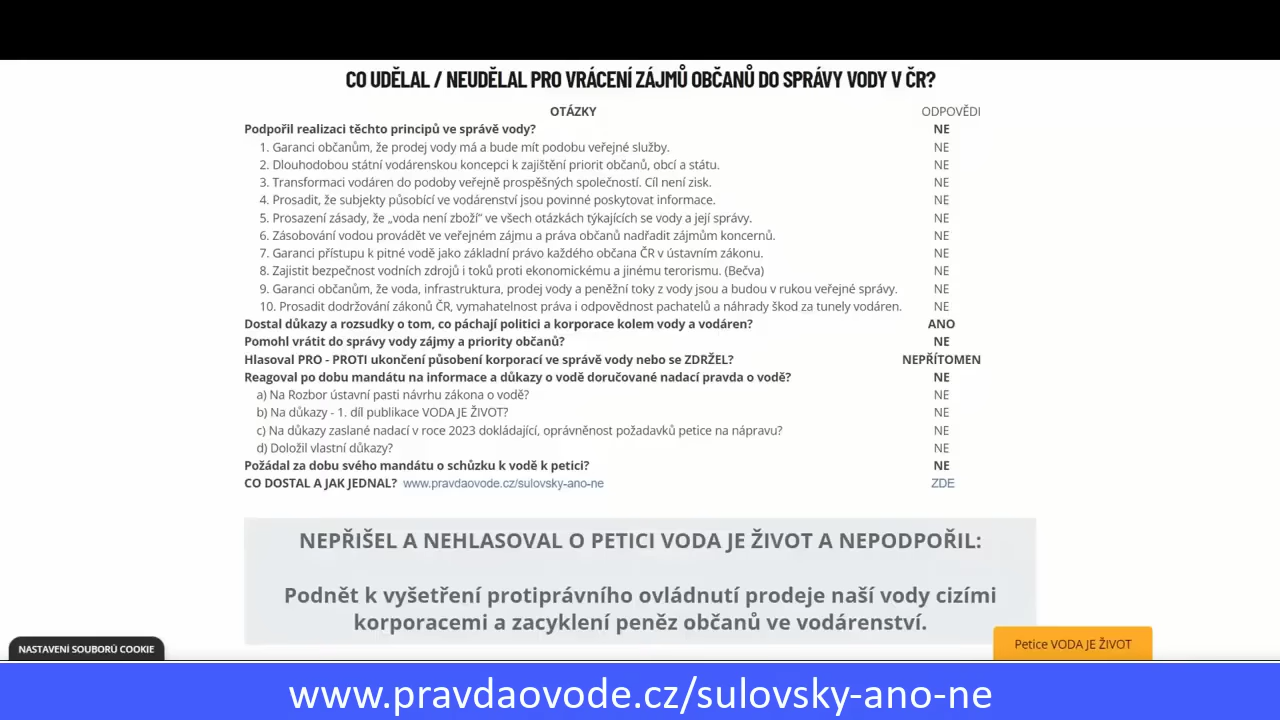 CO UDĚLAL / NEUDĚLAL PRO VRÁCENÍ ZÁJMŮ OBČANŮ DO SPRÁVY VODY V ČR?
OTÁZKY ODPOVĚDI
Podpořil realizaci těchto principů ve správě vody? NE
1. Garanci občanům, že prodej vody má a bude mít podobu veřejné služby. NE
2. Dlouhodobou státní vodárenskou koncepci k zajištění priorit občanů, obcí a státu. NE
3. Transformaci vodáren do podoby veřejně prospěšných společností. Cíl není zisk. NE
4. Prosadit, že subjekty působící ve vodárenství jsou povinné poskytovat informace. NE
5. Prosazení zásady, že „voda není zboží“ ve všech otázkách týkajících se vody a její správy. NE
6. Zásobování vodou provádět ve veřejném zájmu a práva občanů nadřadit zájmům koncernů. NE
7. Garanci přístupu k pitné vodě jako základní právo každého občana ČR v ústavním zákonu. NE
8. Zajistit bezpečnost vodních zdrojů i toků proti ekonomickému a jinému terorismu. (Bečva) NE
9. Garanci občanům, že voda, infrastruktura, prodej vody a peněžní toky z vody jsou a budou v rukou veřejné správy. NE
10. Prosadit dodržování zákonů ČR, vymahatelnost práva i odpovědnost pachatelů a náhrady škod za tunely vodáren. NE
Dostal důkazy a rozsudky o tom, co páchají politici a korporace kolem vody a vodáren? ANO
Pomohl vrátit do správy vody zájmy a priority občanů? NE
Hlasoval PRO - PROTI ukončení působení korporací ve správě vody nebo se ZDRŽEL? NEPŘÍTOMEN
Reagoval po dobu mandátu na informace a důkazy o vodě doručované nadací pravda o vodě? NE
a) Na Rozbor ústavní pasti návrhu zákona o vodě? NE
b) Na důkazy - 1. díl publikace VODA JE ŽIVOT? NE
c) Na důkazy zaslané nadací v roce 2023 dokládající, oprávněnost požadavků petice na nápravu? NE
d) Doložil vlastní důkazy? NE
Požádal za dobu svého mandátu o schůzku k vodě k petici? NE
CO DOSTAL A JAK JEDNAL? www.pravdaovode.cz/sulovsky-ano-ne ZDE
NEPŘIŠEL A NEHLASOVAL O PETICI VODA JE ŽIVOT A NEPODPOŘIL:
Podnět k vyšetření protiprávního ovládnutí prodeje naší vody cizími
korporacemi a zacyklení peněz občanů ve vodárenství.
NASTAVENÍ SOUBORŮ COOKIE
Petice VODA JE ŽIVOT
www.pravdaovode.cz/sulovsky-ano-ne